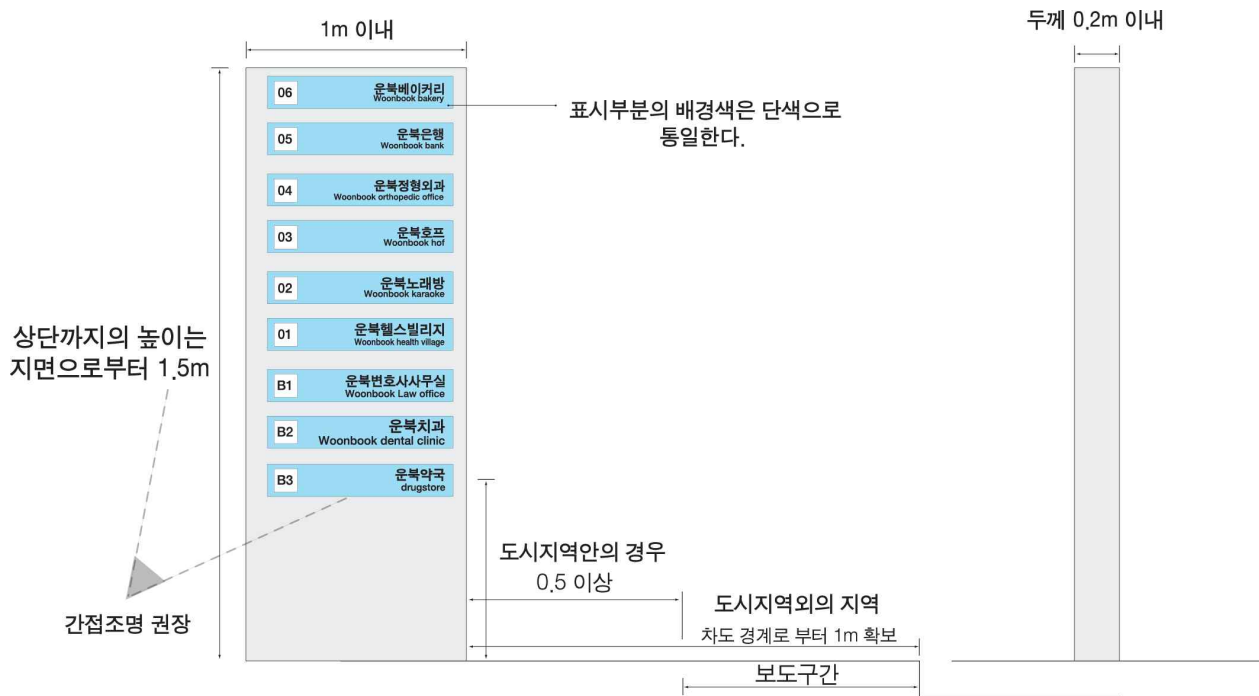 1m 이내
두께 0.2m 이내
06
운북베이커리
Woonbook bakery
표시부분의 배경색은 단색으로
통일한다.
05
운북은행
Woonbook bank
04
운북정형외과
Woonbook orthopedic office
03
운북호프
Woonbook hof
02
운북노래방
Woonbook karaoke
01
운북헬스빌리지
Woonbook health village
상단까지의 높이는
지면으로부터 1.5m
B1
운북변호사사무실
Woonbook Law office
B2
운북치과
Woonbook dental clinic
B3
운북약국
drugstore
도시지역안의 경우
0.5 이상
도시지역외의 지역
차도 경계로 부터 1m 확보
간접조명 권장
보도구간